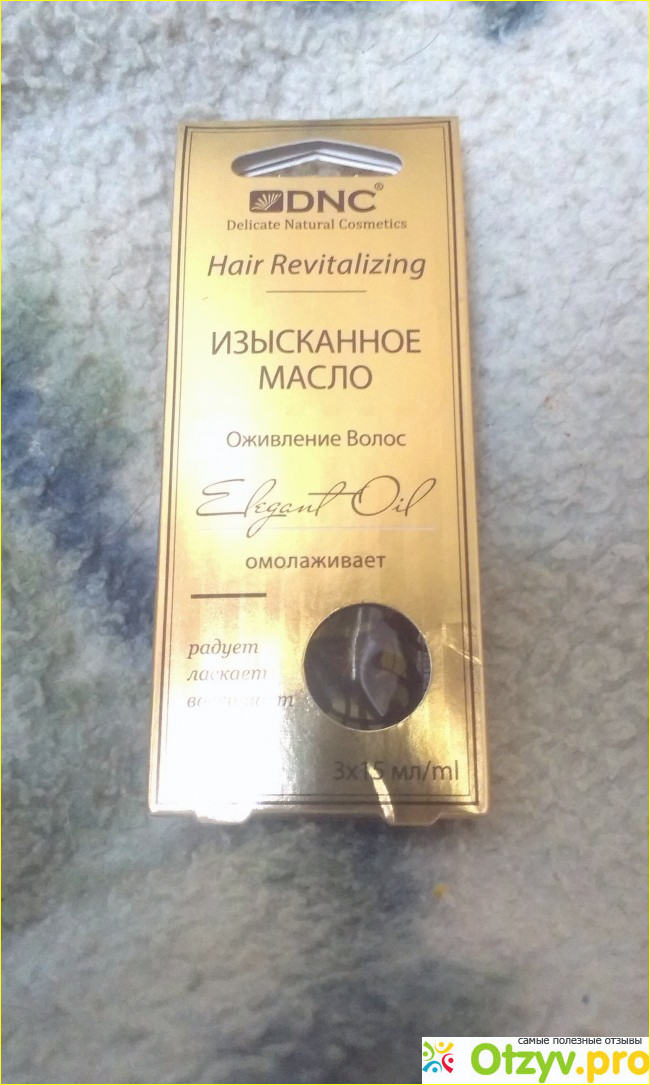 DNC®
Delicate Natural Cosmetics
Hair Revitalizing
ИЗЫСКАННОЕ
МАСЛО
Оживление Волос
Elegant Oil
омолаживает
радует
ласкает
3x15 мл/ml
самые полезные отзывы
Otzyv.pro